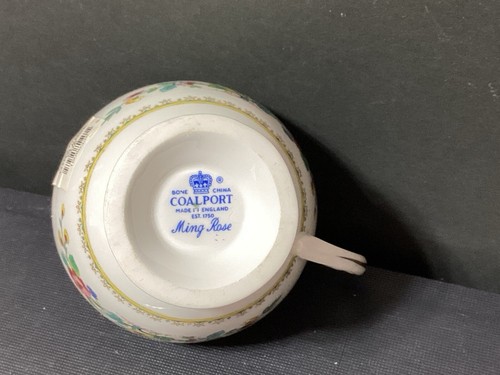 BONE CHINA
®
COALPORT
MADE IN ENGLAND
EST. 1750
Ming Rose